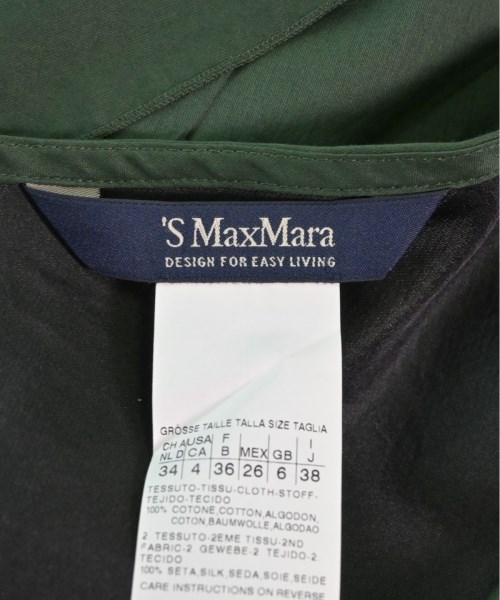 'S MaxMara
DESIGN FOR EASY LIVING
GRÖSSE TAILLE TALLA SIZE TAGLIA
CH AUSA F I
NL D CA B MEX GB J
34 4 36 26 6 38
TESSUTO-TISSU-CLOTH-STOFF-
TEJIDO-TECIDO
100% COTONE,COTTON,ALGODON,
COTON,BAUMWOLLE,ALGODAO
2 TESSUTO-2EME TISSU-2ND
FABRIC-2 GEWEBE-2 TEJIDO-2
TECIDO
100% SETA,SILK,SEDA,SOIE,SEIDE
CARE INSTRUCTIONS ON REVERSE